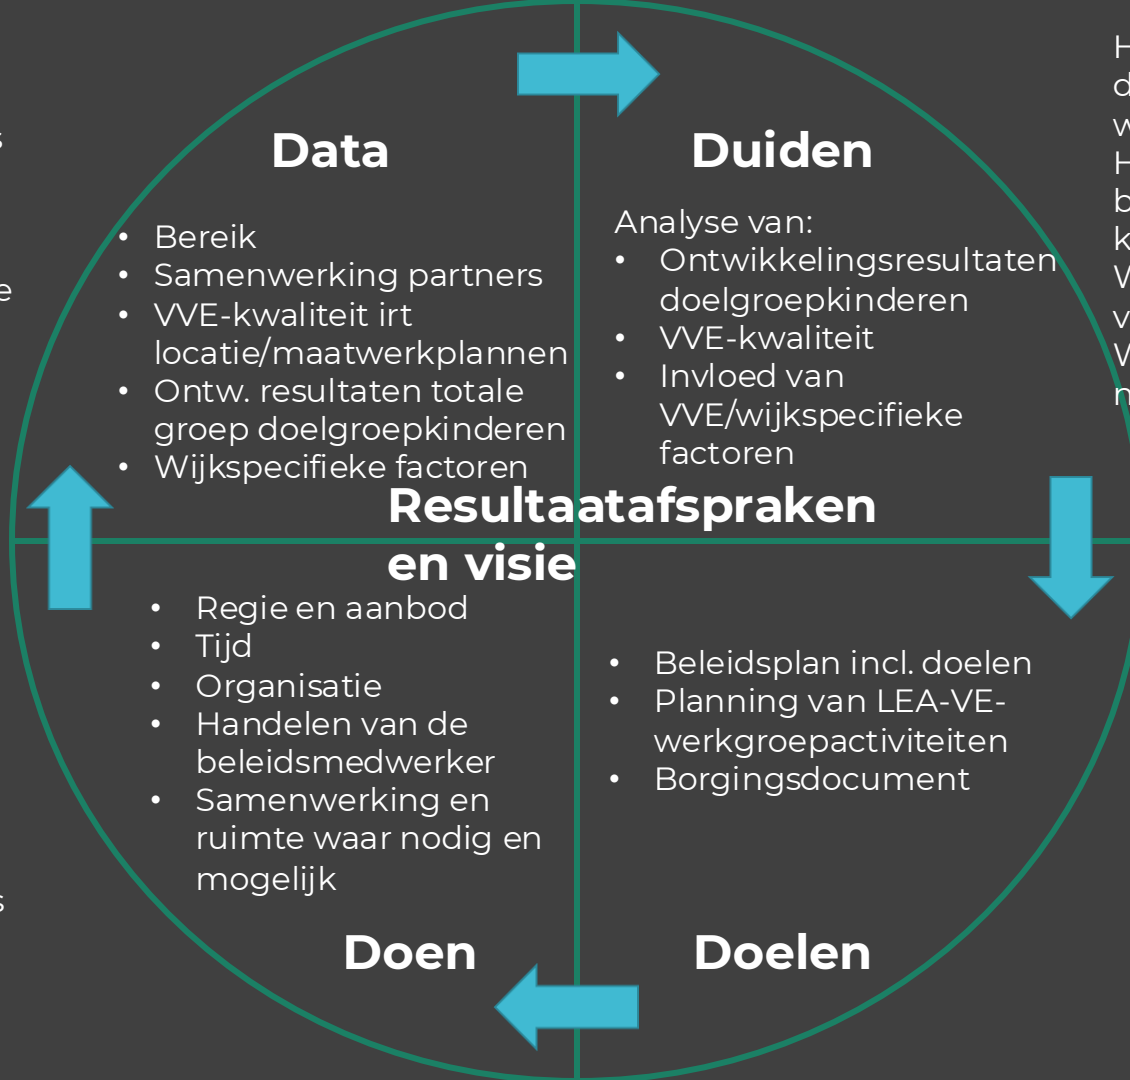 Data
• Bereik
• Samenwerking partners
• VVE-kwaliteit irt
locatie/maatwerkplannen
• Ontw. resultaten totale
groep doelgroepkinderen
• Wijkspecifieke factoren
Duiden
Analyse van:
• Ontwikkelingsresultaten
doelgroepkinderen
• VVE-kwaliteit
• Invloed van
VVE/wijkspecifieke
factoren
Resultaatafspraken
en visie
• Regie en aanbod
• Tijd
• Organisatie
• Handelen van de
beleidsmedwerker
• Samenwerking en
ruimte waar nodig en
mogelijk
Doen
• Beleidsplan incl. doelen
• Planning van LEA-VE-
werkgroepactiviteiten
• Borgingsdocument
Doelen